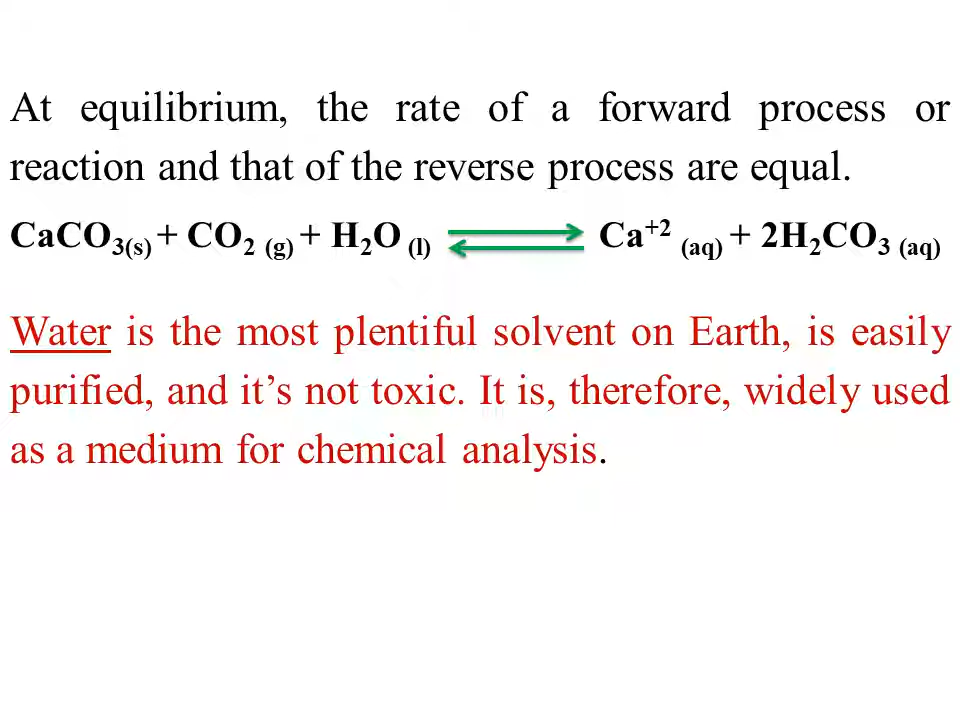 At equilibrium, the rate of a forward process or
reaction and that of the reverse process are equal.
CaCO₃(s) + CO₂ (g) + H₂O (l) ⇌ Ca⁺² (aq) + 2H₂CO₃ (aq)
Water is the most plentiful solvent on Earth, is easily
purified, and it’s not toxic. It is, therefore, widely used
as a medium for chemical analysis.